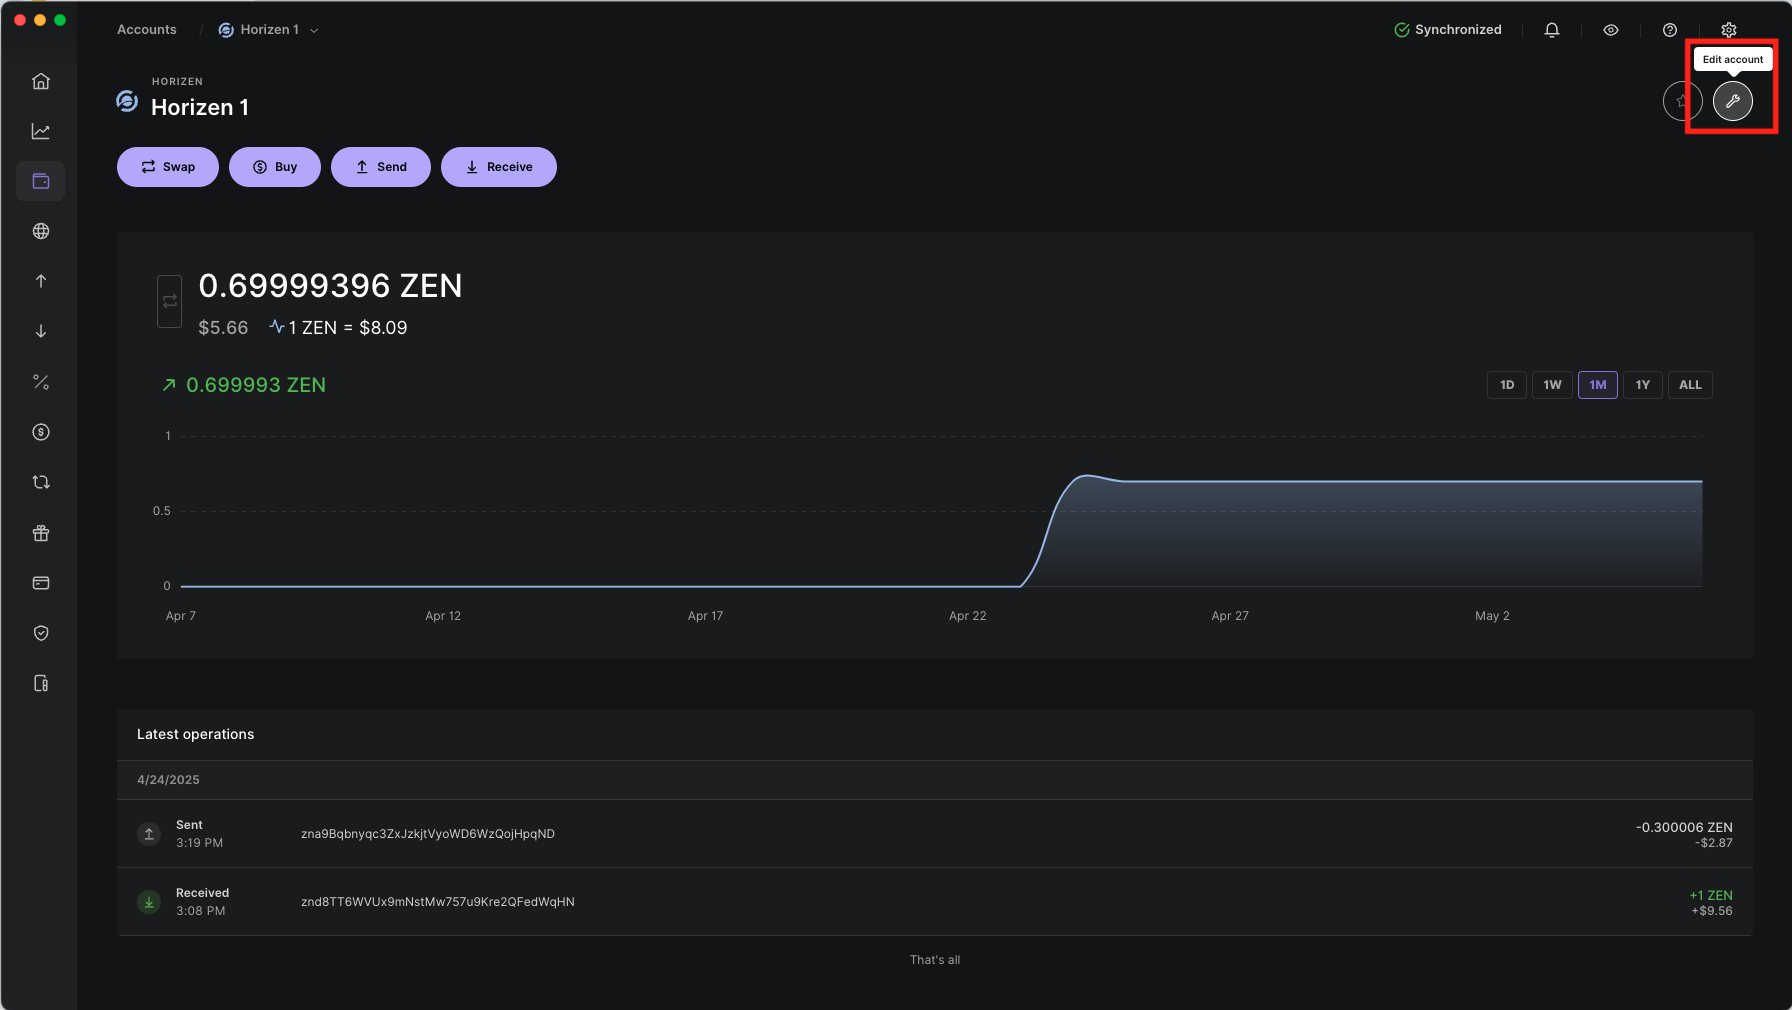 Accounts / Horizen 1
Synchronized
Edit account
HORIZEN
Horizen 1
Swap
Buy
Send
Receive
0.69999396 ZEN
$5.66
1 ZEN = $8.09
0.699993 ZEN
1D
1W
1M
1Y
ALL
1
0.5
0
Apr 7
Apr 12
Apr 17
Apr 22
Apr 27
May 2
Latest operations
4/24/2025
Sent
3:19 PM
zna9Bqbnyqc3ZxJzkjtVyoWD6WzQojHpqND
-0.300006 ZEN
-$2.87
Received
3:08 PM
znd8TT6WVUx9mNstMw757u9Kre2QFedWqHN
+1 ZEN
+$9.56
That's all